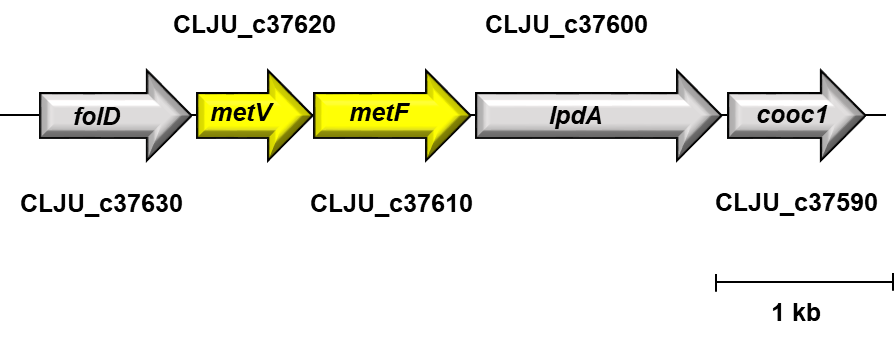 CLJU_c37620 CLJU_c37600
folD metV metF lpdA cooc1
CLJU_c37630 CLJU_c37610 CLJU_c37590
1 kb